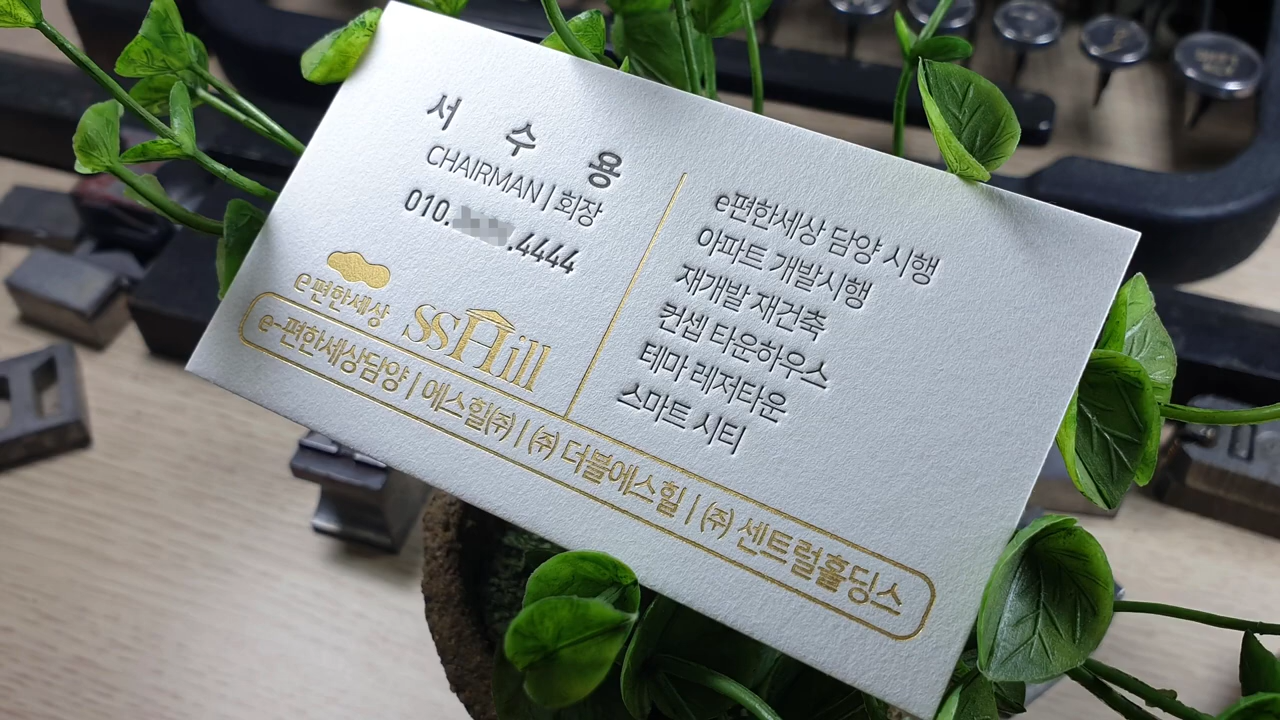 서 수 용
CHAIRMAN | 회장
010. .4444
e편한세상
SSHill
e편한세상 담양 시행
아파트 개발시행
재개발 재건축
컨셉 타운하우스
테마 레저타운
스마트 시티
e-편한세상담양 | 에스힐㈜ | ㈜ 더블에스힐 | ㈜ 센트럴홀딩스